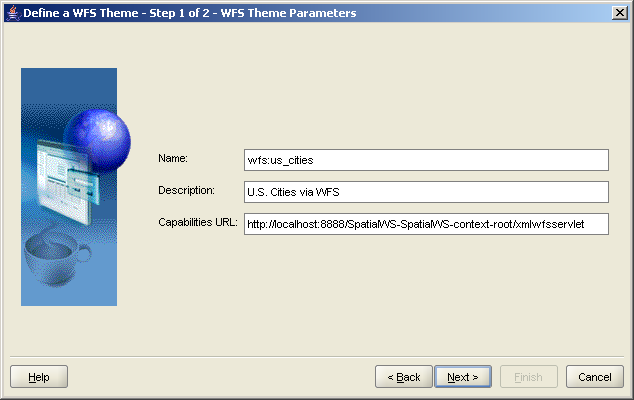 Define a WFS Theme - Step 1 of 2 - WFS Theme Parameters
Name: wfs:us_cities
Description: U.S. Cities via WFS
Capabilities URL: http://localhost:8888/SpatialWS-SpatialWS-context-root/xmlwfsservlet
Help < Back Next > Finish Cancel